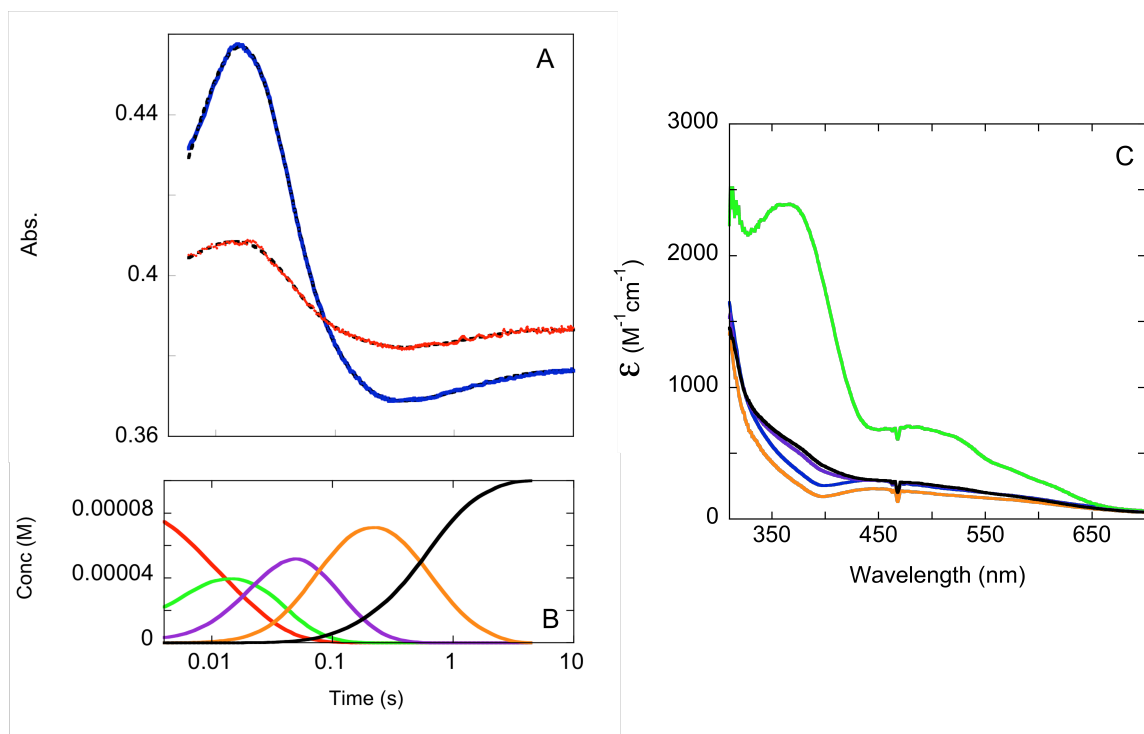 A
0.44
Abs.
0.4
0.36
0.00008
Conc (M)
0.00004
0
B
0.01
0.1
1
10
Time (s)
3000
C
2000
ε (M⁻¹cm⁻¹)
1000
0
350
450
550
650
Wavelength (nm)